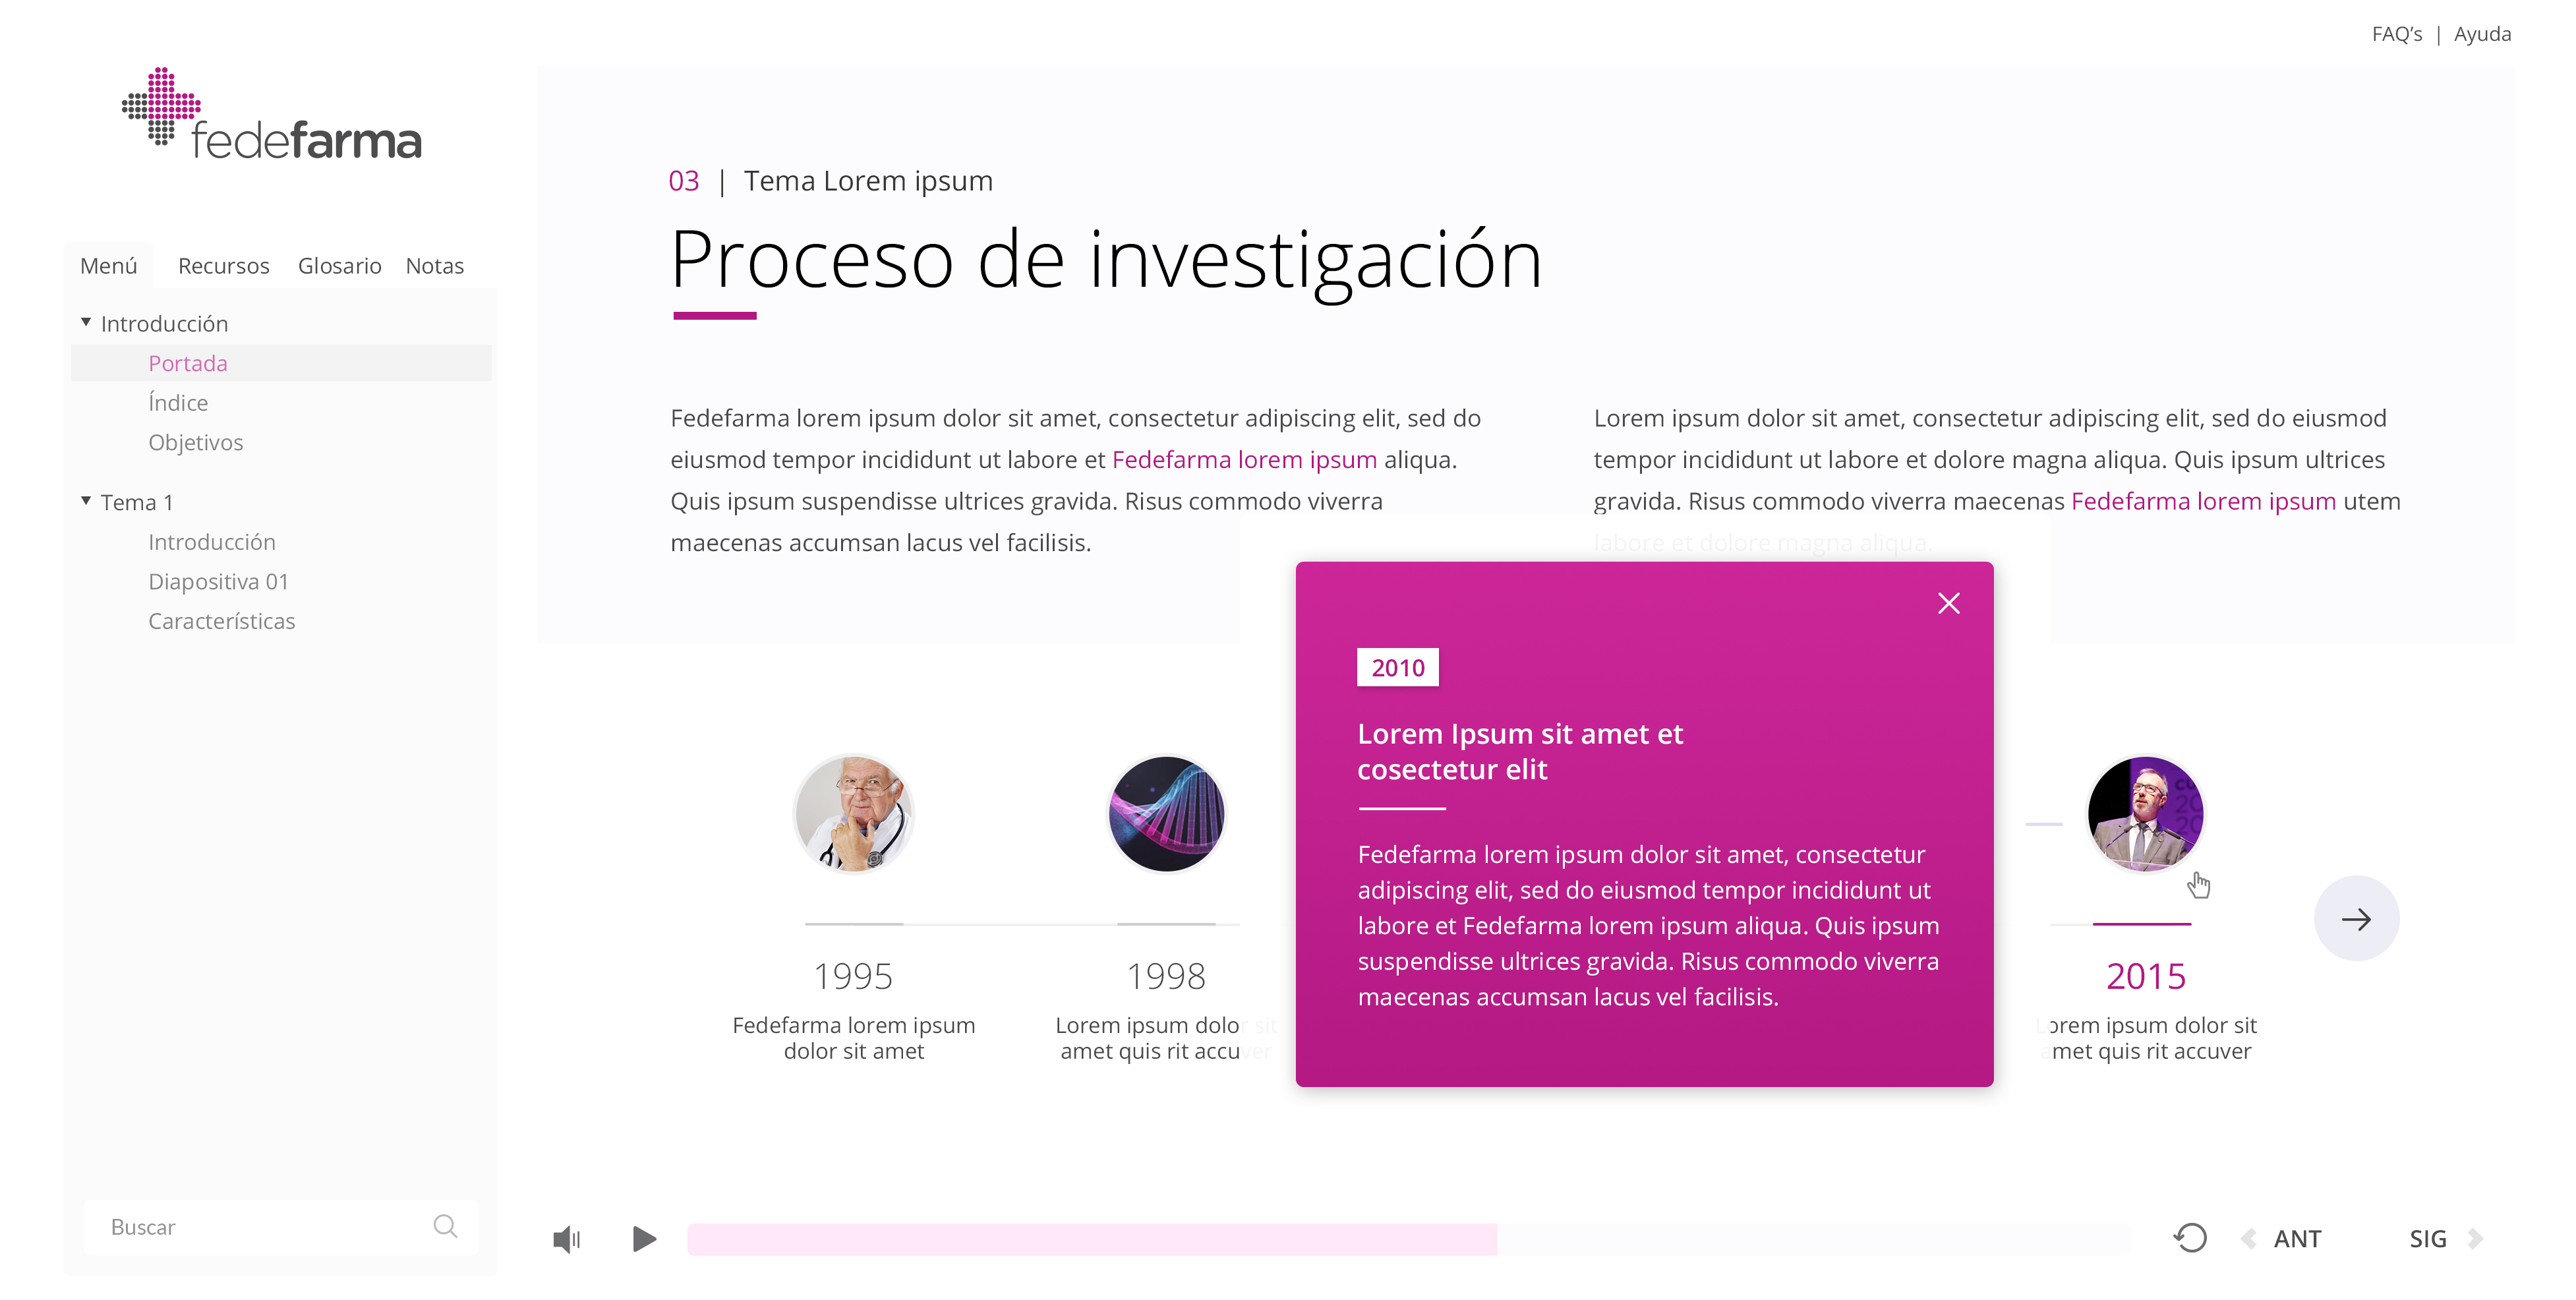 FAQ's | Ayuda
fedefarma
Menú Recursos Glosario Notas
Introducción
Portada
Índice
Objetivos
Tema 1
Introducción
Diapositiva 01
Características
Buscar
03 | Tema Lorem ipsum
Proceso de investigación
Fedefarma lorem ipsum dolor sit amet, consectetur adipiscing elit, sed do
eiusmod tempor incididunt ut labore et Fedefarma lorem ipsum aliqua.
Quis ipsum suspendisse ultrices gravida. Risus commodo viverra
maecenas accumsan lacus vel facilisis.
Lorem ipsum dolor sit amet, consectetur adipiscing elit, sed do eiusmod
tempor incididunt ut labore et dolore magna aliqua. Quis ipsum ultrices
gravida. Risus commodo viverra maecenas Fedefarma lorem ipsum utem
labore et dolore magna aliqua.
1995
Fedefarma lorem ipsum
dolor sit amet
1998
Lorem ipsum dolor sit
amet quis rit accuver
2010
Lorem Ipsum sit amet et
cosectetur elit
Fedefarma lorem ipsum dolor sit amet, consectetur
adipiscing elit, sed do eiusmod tempor incididunt ut
labore et Fedefarma lorem ipsum aliqua. Quis ipsum
suspendisse ultrices gravida. Risus commodo viverra
maecenas accumsan lacus vel facilisis.
2015
Lorem ipsum dolor sit
amet quis rit accuver
ANT SIG